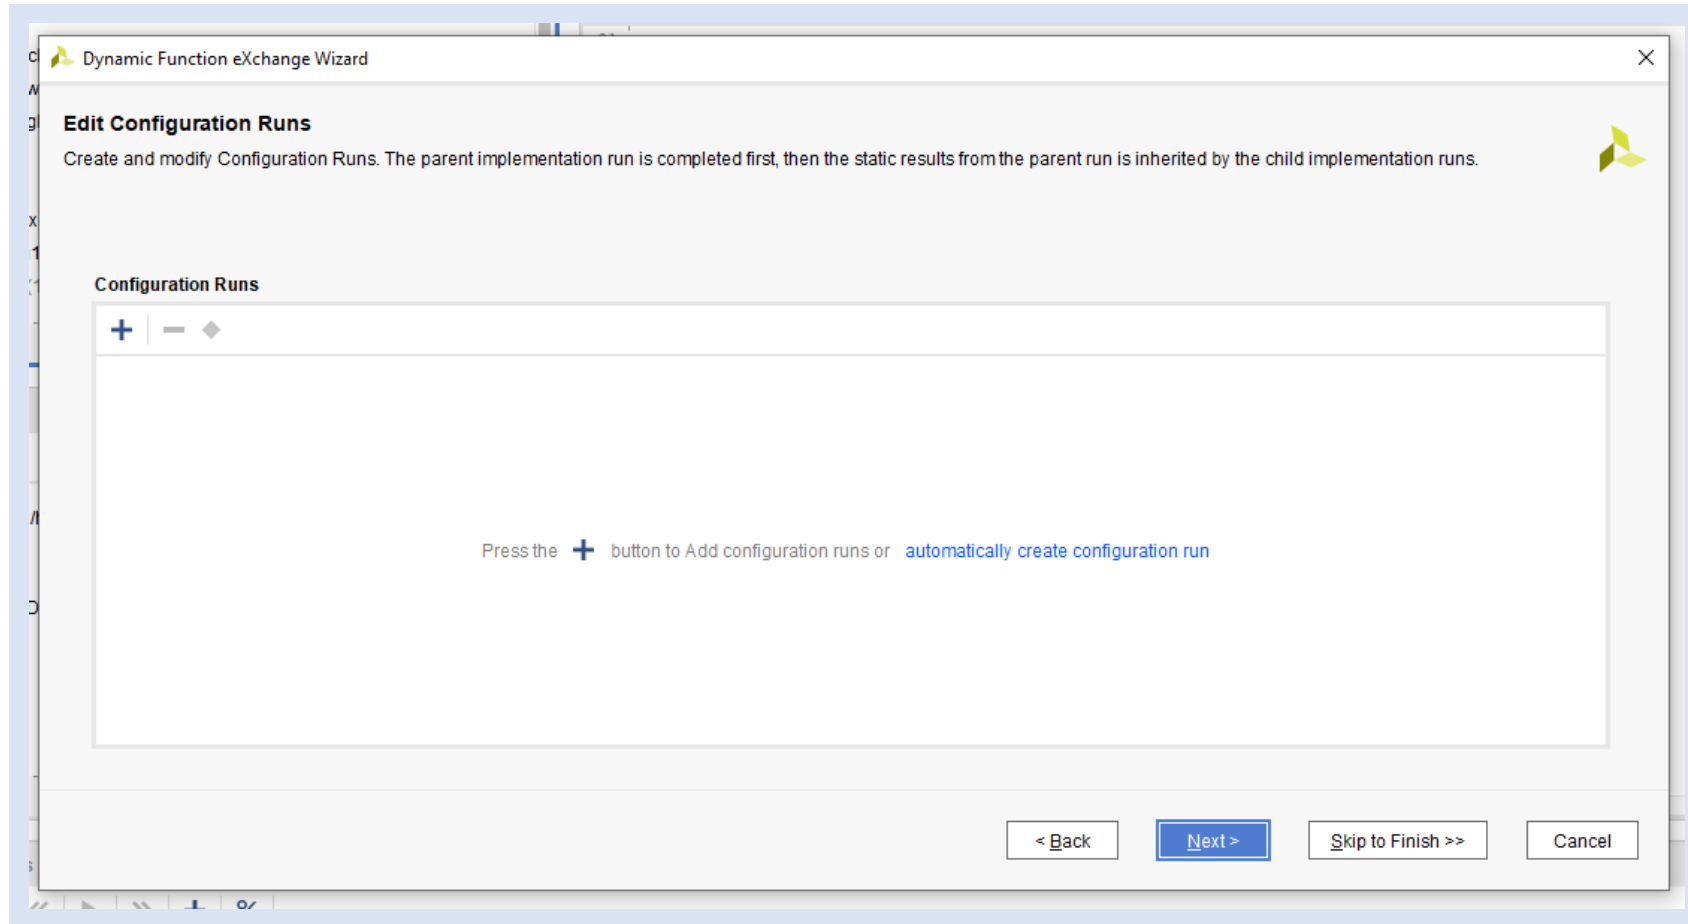 Dynamic Function eXchange Wizard
Edit Configuration Runs
Create and modify Configuration Runs. The parent implementation run is completed first, then the static results from the parent run is inherited by the child implementation runs.
Configuration Runs
Press the + button to Add configuration runs or automatically create configuration run
< Back Next > Skip to Finish >> Cancel